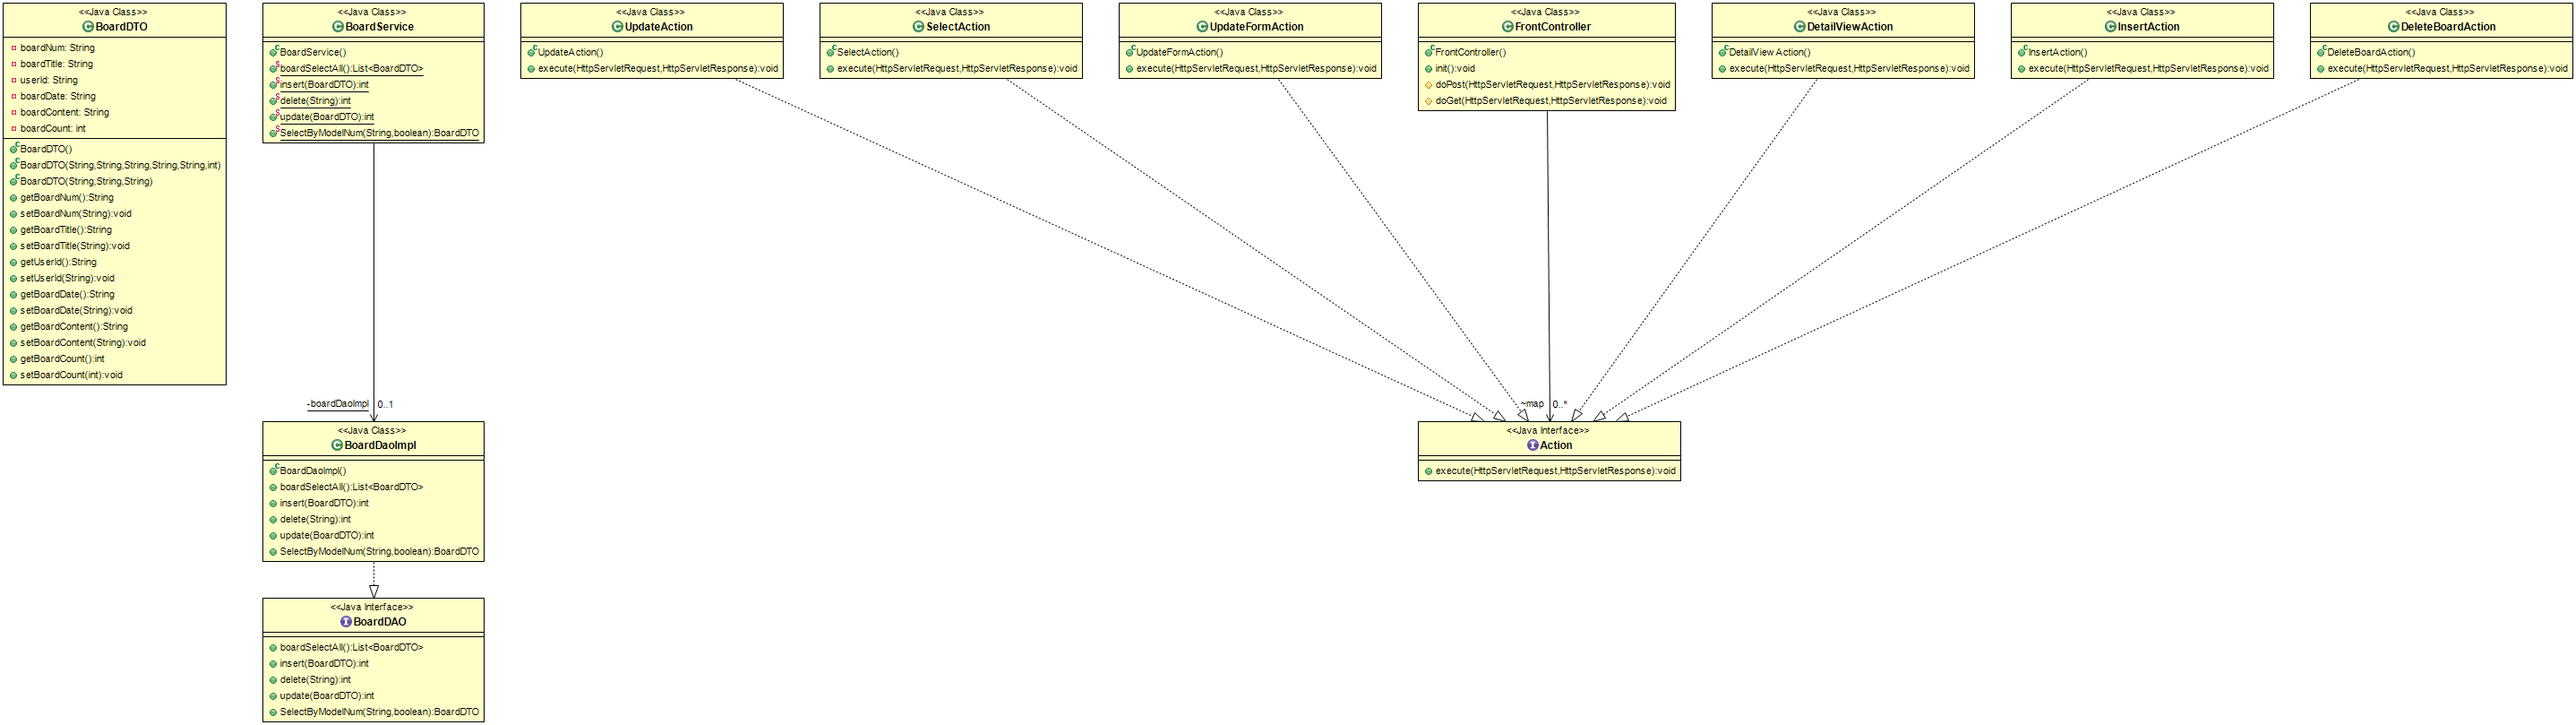 <<Java Class>>
BoardDTO
boardNum: String
boardTitle: String
userId: String
boardDate: String
boardContent: String
boardCount: int
BoardDTO()
BoardDTO(String,String,String,String,String,int)
BoardDTO(String,String,String)
getBoardNum():String
setBoardNum(String):void
getBoardTitle():String
setBoardTitle(String):void
getUserId():String
setUserId(String):void
getBoardDate():String
setBoardDate(String):void
getBoardContent():String
setBoardContent(String):void
getBoardCount():int
setBoardCount(int):void
<<Java Class>>
BoardService
BoardService()
boardSelectAll():List<BoardDTO>
insert(BoardDTO):int
delete(String):int
update(BoardDTO):int
SelectByModelNum(String,boolean):BoardDTO
<<Java Class>>
UpdateAction
UpdateAction()
execute(HttpServletRequest,HttpServletResponse):void
<<Java Class>>
SelectAction
SelectAction()
execute(HttpServletRequest,HttpServletResponse):void
<<Java Class>>
UpdateFormAction
UpdateFormAction()
execute(HttpServletRequest,HttpServletResponse):void
<<Java Class>>
FrontController
FrontController()
init():void
doPost(HttpServletRequest,HttpServletResponse):void
doGet(HttpServletRequest,HttpServletResponse):void
<<Java Class>>
DetailViewAction
DetailViewAction()
execute(HttpServletRequest,HttpServletResponse):void
<<Java Class>>
InsertAction
InsertAction()
execute(HttpServletRequest,HttpServletResponse):void
<<Java Class>>
DeleteBoardAction
DeleteBoardAction()
execute(HttpServletRequest,HttpServletResponse):void
-boardDaoImpl 0..1
~map 0..*
<<Java Class>>
BoardDaoImpl
BoardDaoImpl()
boardSelectAll():List<BoardDTO>
insert(BoardDTO):int
delete(String):int
update(BoardDTO):int
SelectByModelNum(String,boolean):BoardDTO
<<Java Interface>>
Action
execute(HttpServletRequest,HttpServletResponse):void
<<Java Interface>>
BoardDAO
boardSelectAll():List<BoardDTO>
insert(BoardDTO):int
delete(String):int
update(BoardDTO):int
SelectByModelNum(String,boolean):BoardDTO